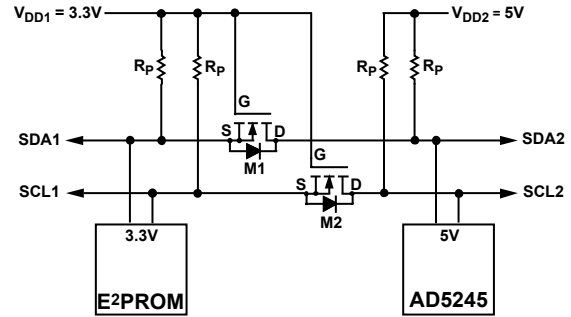 VDD1 = 3.3V
VDD2 = 5V
RP
RP
RP
RP
G
S
D
M1
SDA1
SDA2
G
S
D
M2
SCL1
SCL2
3.3V
E2PROM
5V
AD5245